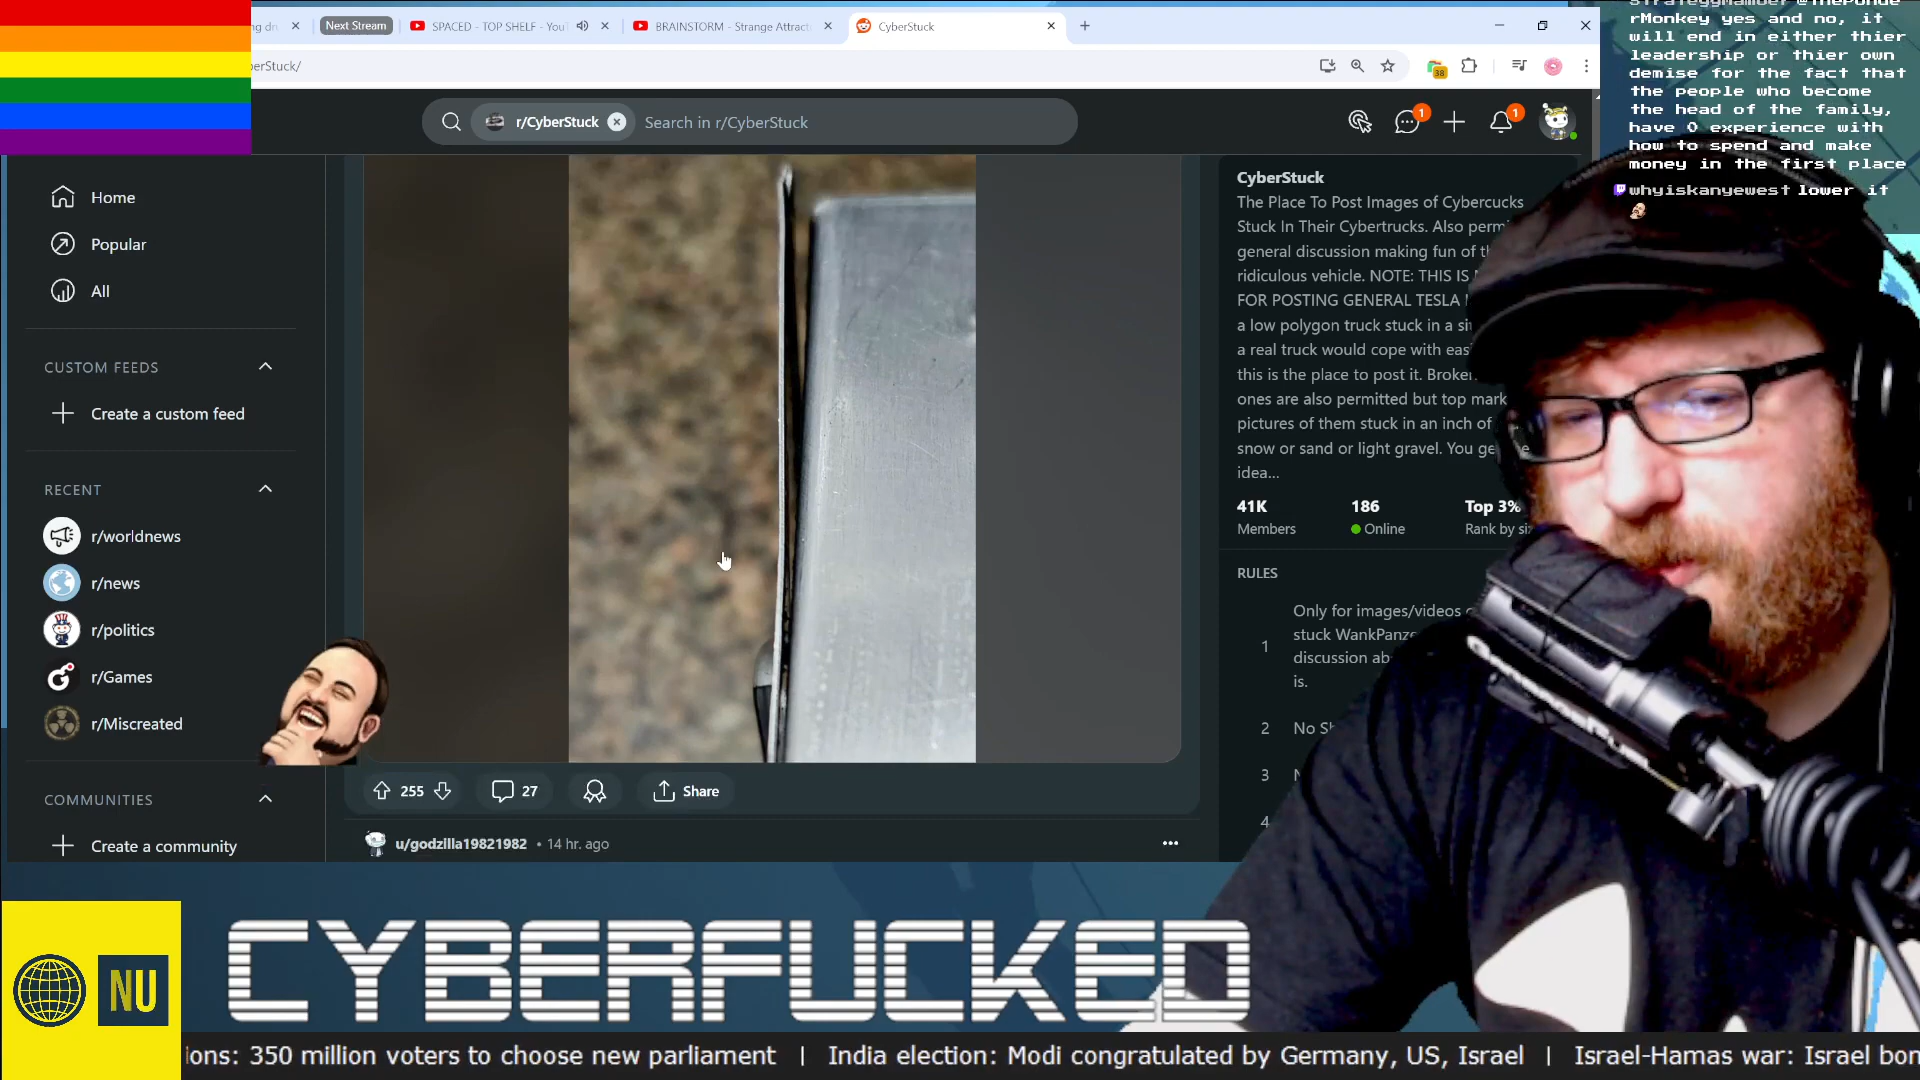 Next Stream
SPACED - TOP SHELF - You
BRAINSTORM - Strange Attract
CyberStuck
erStuck/
38
r/CyberStuck
Search in r/CyberStuck
1
1
Home
Popular
All
CUSTOM FEEDS
Create a custom feed
RECENT
r/worldnews
r/news
r/politics
r/Games
r/Miscreated
COMMUNITIES
Create a community
255
27
Share
u/godzilla19821982 • 14 hr. ago
CyberStuck
The Place To Post Images of Cybercucks
Stuck In Their Cybertrucks. Also
general discussion making fun of
ridiculous vehicle. NOTE: THIS IS
FOR POSTING GENERAL TESLA
a low polygon truck stuck in a
a real truck would cope with
this is the place to post it.
ones are also permitted but top
pictures of them stuck in an inch of
snow or sand or light gravel. You
idea...
41K
Members
186
Online
Top 3%
Rank by
RULES
1
Only for images/videos
stuck
discussion
is.
2
No
3
4
rMonkey yes and no, it
will end in either thier
leadership or thier own
demise for the fact that
the people who become
the head of the family,
have 0 experience with
how to spend and make
money in the first place
whyiskanyewest lower it
NU
CYBERFUCKED
ions: 350 million voters to choose new parliament | India election: Modi congratulated by Germany, US, Israel | Israel-Hamas war: Israel